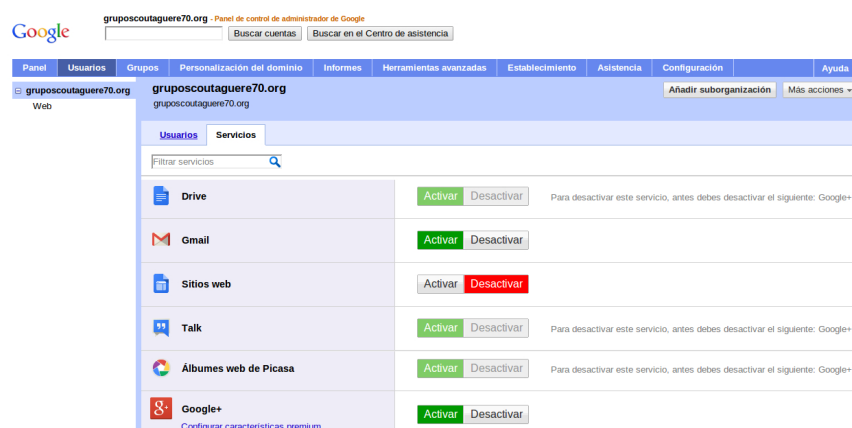 gruposcoutaguere70.org - Panel de control de administrador de Google
Google
Buscar cuentas Buscar en el Centro de asistencia
Panel Usuarios Grupos Personalización del dominio Informes Herramientas avanzadas Establecimiento Asistencia Configuración Ayuda
gruposcoutaguere70.org
Web
gruposcoutaguere70.org
gruposcoutaguere70.org
Añadir suborganización Más acciones
Usuarios Servicios
Filtrar servicios
Drive Activar Desactivar Para desactivar este servicio, antes debes desactivar el siguiente: Google+
Gmail Activar Desactivar
Sitios web Activar Desactivar
Talk Activar Desactivar Para desactivar este servicio, antes debes desactivar el siguiente: Google+
Álbumes web de Picasa Activar Desactivar Para desactivar este servicio, antes debes desactivar el siguiente: Google+
Google+ Activar Desactivar
Configurar características premium